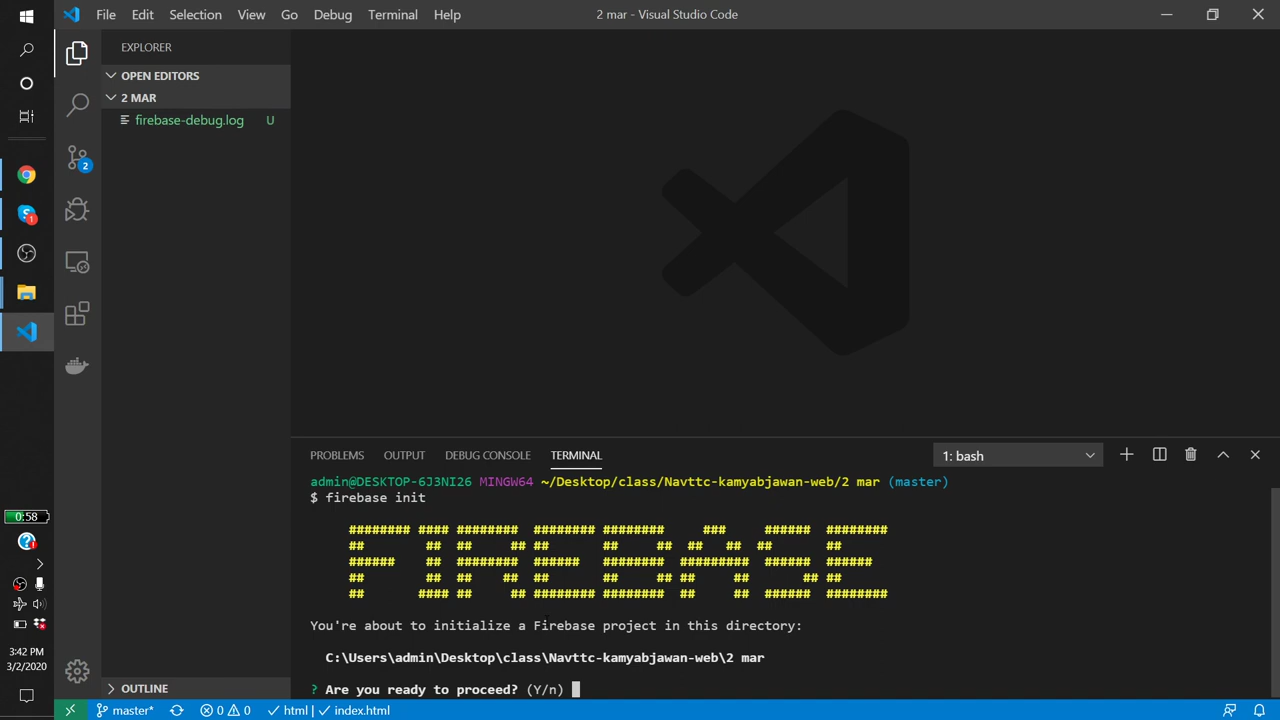 File Edit Selection View Go Debug Terminal Help
2 mar - Visual Studio Code
EXPLORER
OPEN EDITORS
2 MAR
firebase-debug.log U
2
1
PROBLEMS OUTPUT DEBUG CONSOLE TERMINAL
1: bash
admin@DESKTOP-6J3NI26 MINGW64 ~/Desktop/class/Navttc-kamyabjawan-web/2 mar (master)
$ firebase init
######## #### ######## ######## ######## ### ###### ########
## ## ## ## ## ## ## ## ## ## ##
###### ## ######## ###### ######## ######### ###### ######
## ## ## ## ## ## ## ## ## ## ##
## #### ## ## ######## ######## ## ## ###### ########
You're about to initialize a Firebase project in this directory:
C:\Users\admin\Desktop\class\Navttc-kamyabjawan-web\2 mar
? Are you ready to proceed? (Y/n)
OUTLINE
0:58
3:42 PM
3/2/2020
master* 0 0 html | index.html